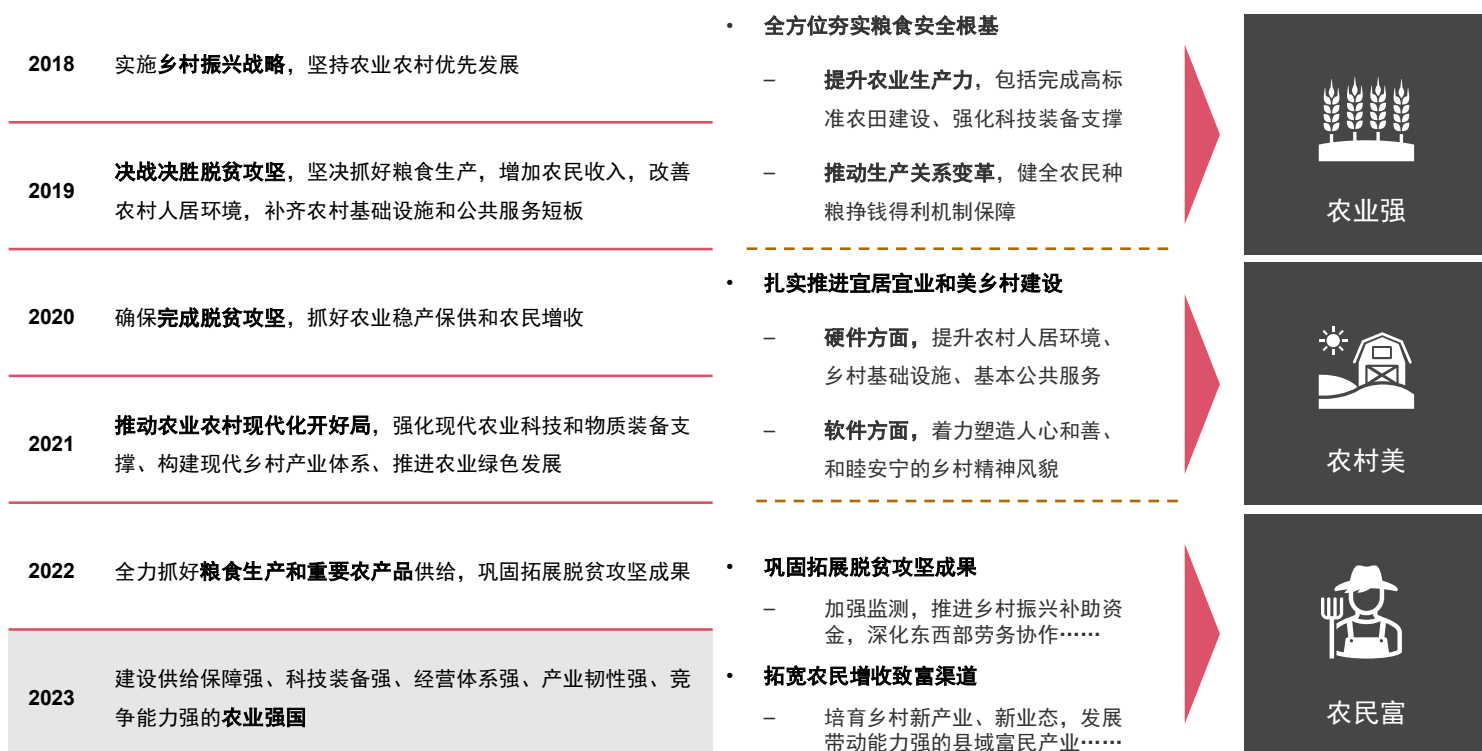 2018
实施乡村振兴战略，坚持农业农村优先发展
2019
决战决胜脱贫攻坚，坚决抓好粮食生产，增加农民收入，改善
农村人居环境，补齐农村基础设施和公共服务短板
2020
确保完成脱贫攻坚，抓好农业稳产保供和农民增收
2021
推动农业农村现代化开好局，强化现代农业科技和物质装备支
撑、构建现代乡村产业体系、推进农业绿色发展
2022
全力抓好粮食生产和重要农产品供给，巩固拓展脱贫攻坚成果
2023
建设供给保障强、科技装备强、经营体系强、产业韧性强、竞
争能力强的农业强国
• 全方位夯实粮食安全根基
– 提升农业生产力，包括完成高标
准农田建设、强化科技装备支撑
– 推动生产关系变革，健全农民种
粮挣钱得利机制保障
• 扎实推进宜居宜业和美乡村建设
– 硬件方面，提升农村人居环境、
乡村基础设施、基本公共服务
– 软件方面，着力塑造人心和善、
和睦安宁的乡村精神风貌
• 巩固拓展脱贫攻坚成果
– 加强监测，推进乡村振兴补助资
金，深化东西部劳务协作……
• 拓宽农民增收致富渠道
– 培育乡村新产业、新业态，发展
带动能力强的县域富民产业……
农业强
农村美
农民富